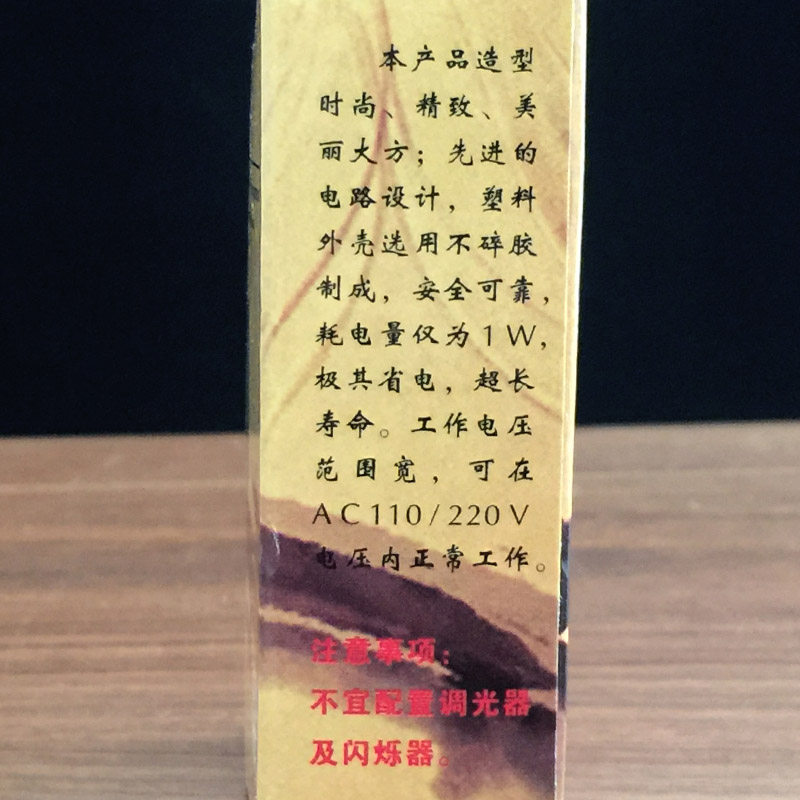 本产品造型
时尚、精致、美
丽大方；先进的
电路设计，塑料
外壳选用不碎胶
制成，安全可靠，
耗电量仅为1W，
极其省电，超长
寿命。工作电压
范围宽，可在
AC110/220V
电压内正常工作。
注意事项：
不宜配置调光器
及闪烁器。